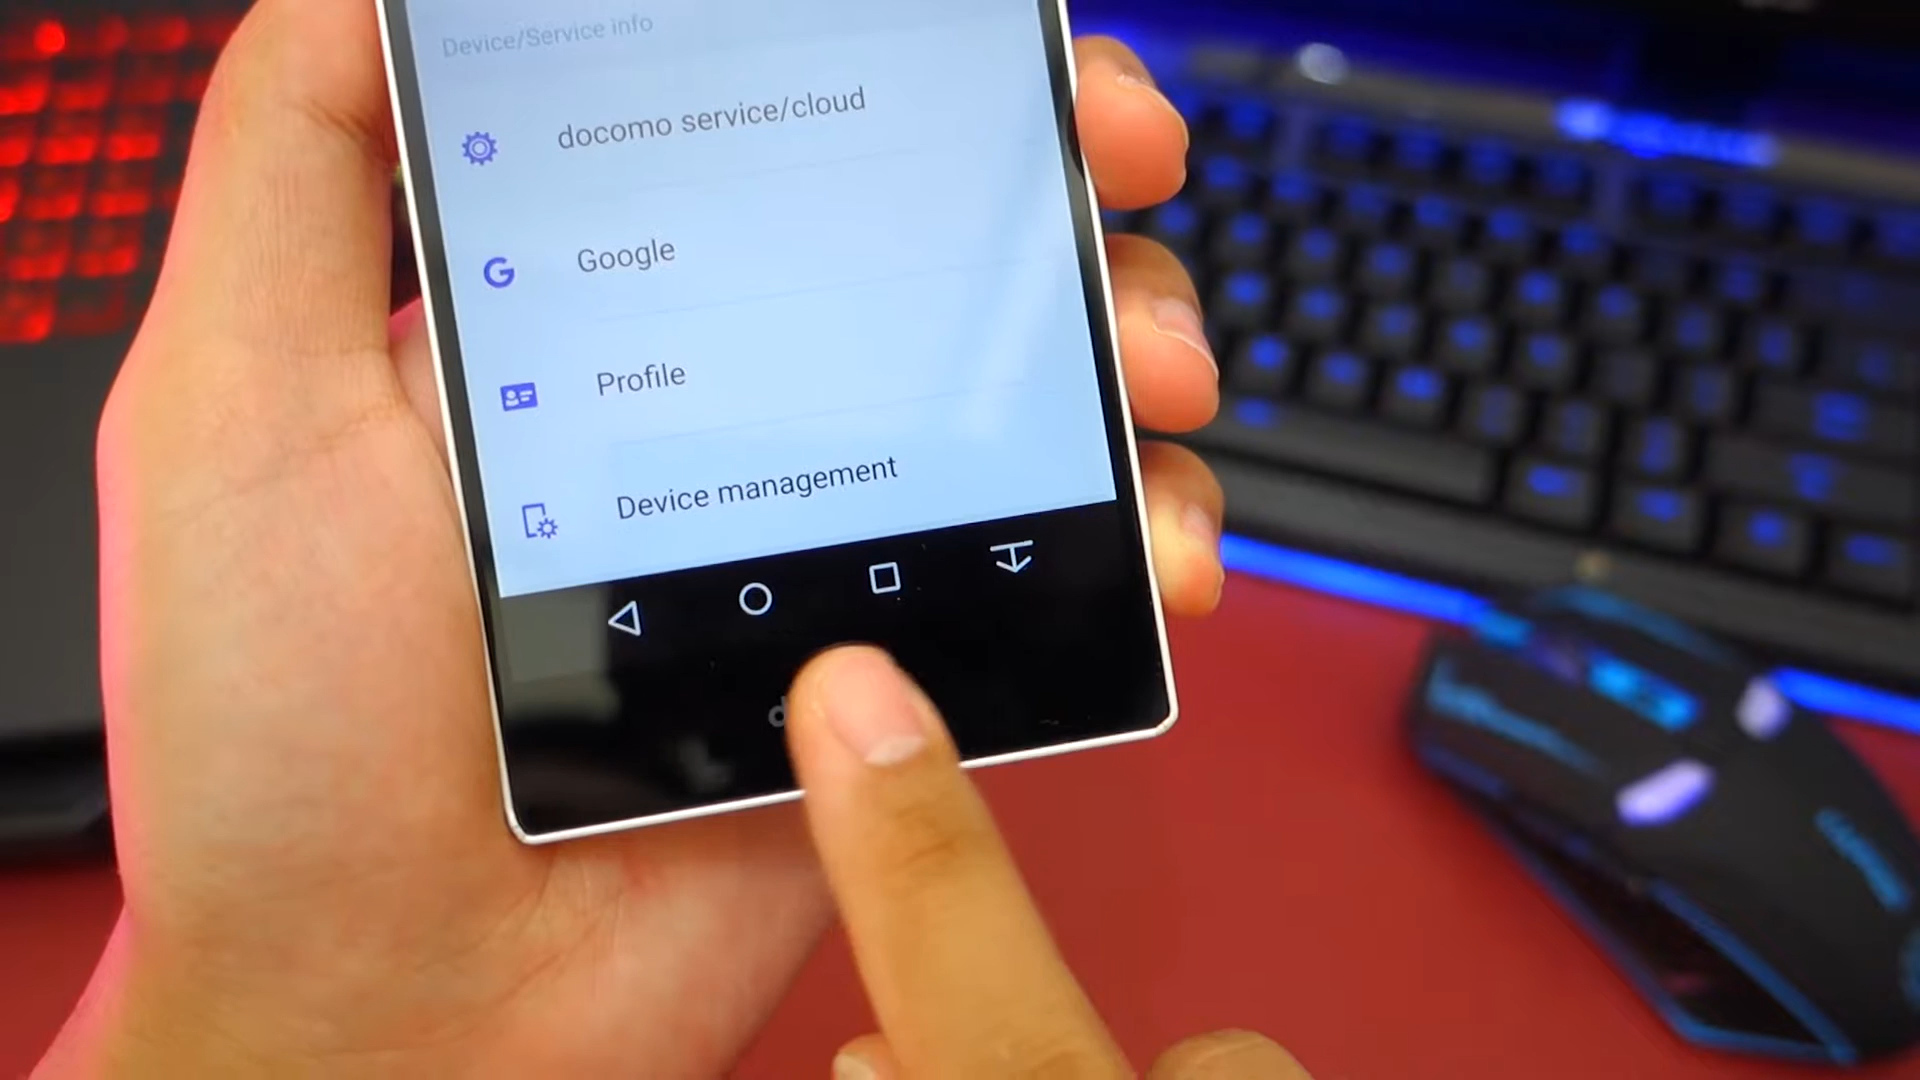 Device/Service info
docomo service/cloud
Google
Profile
Device management